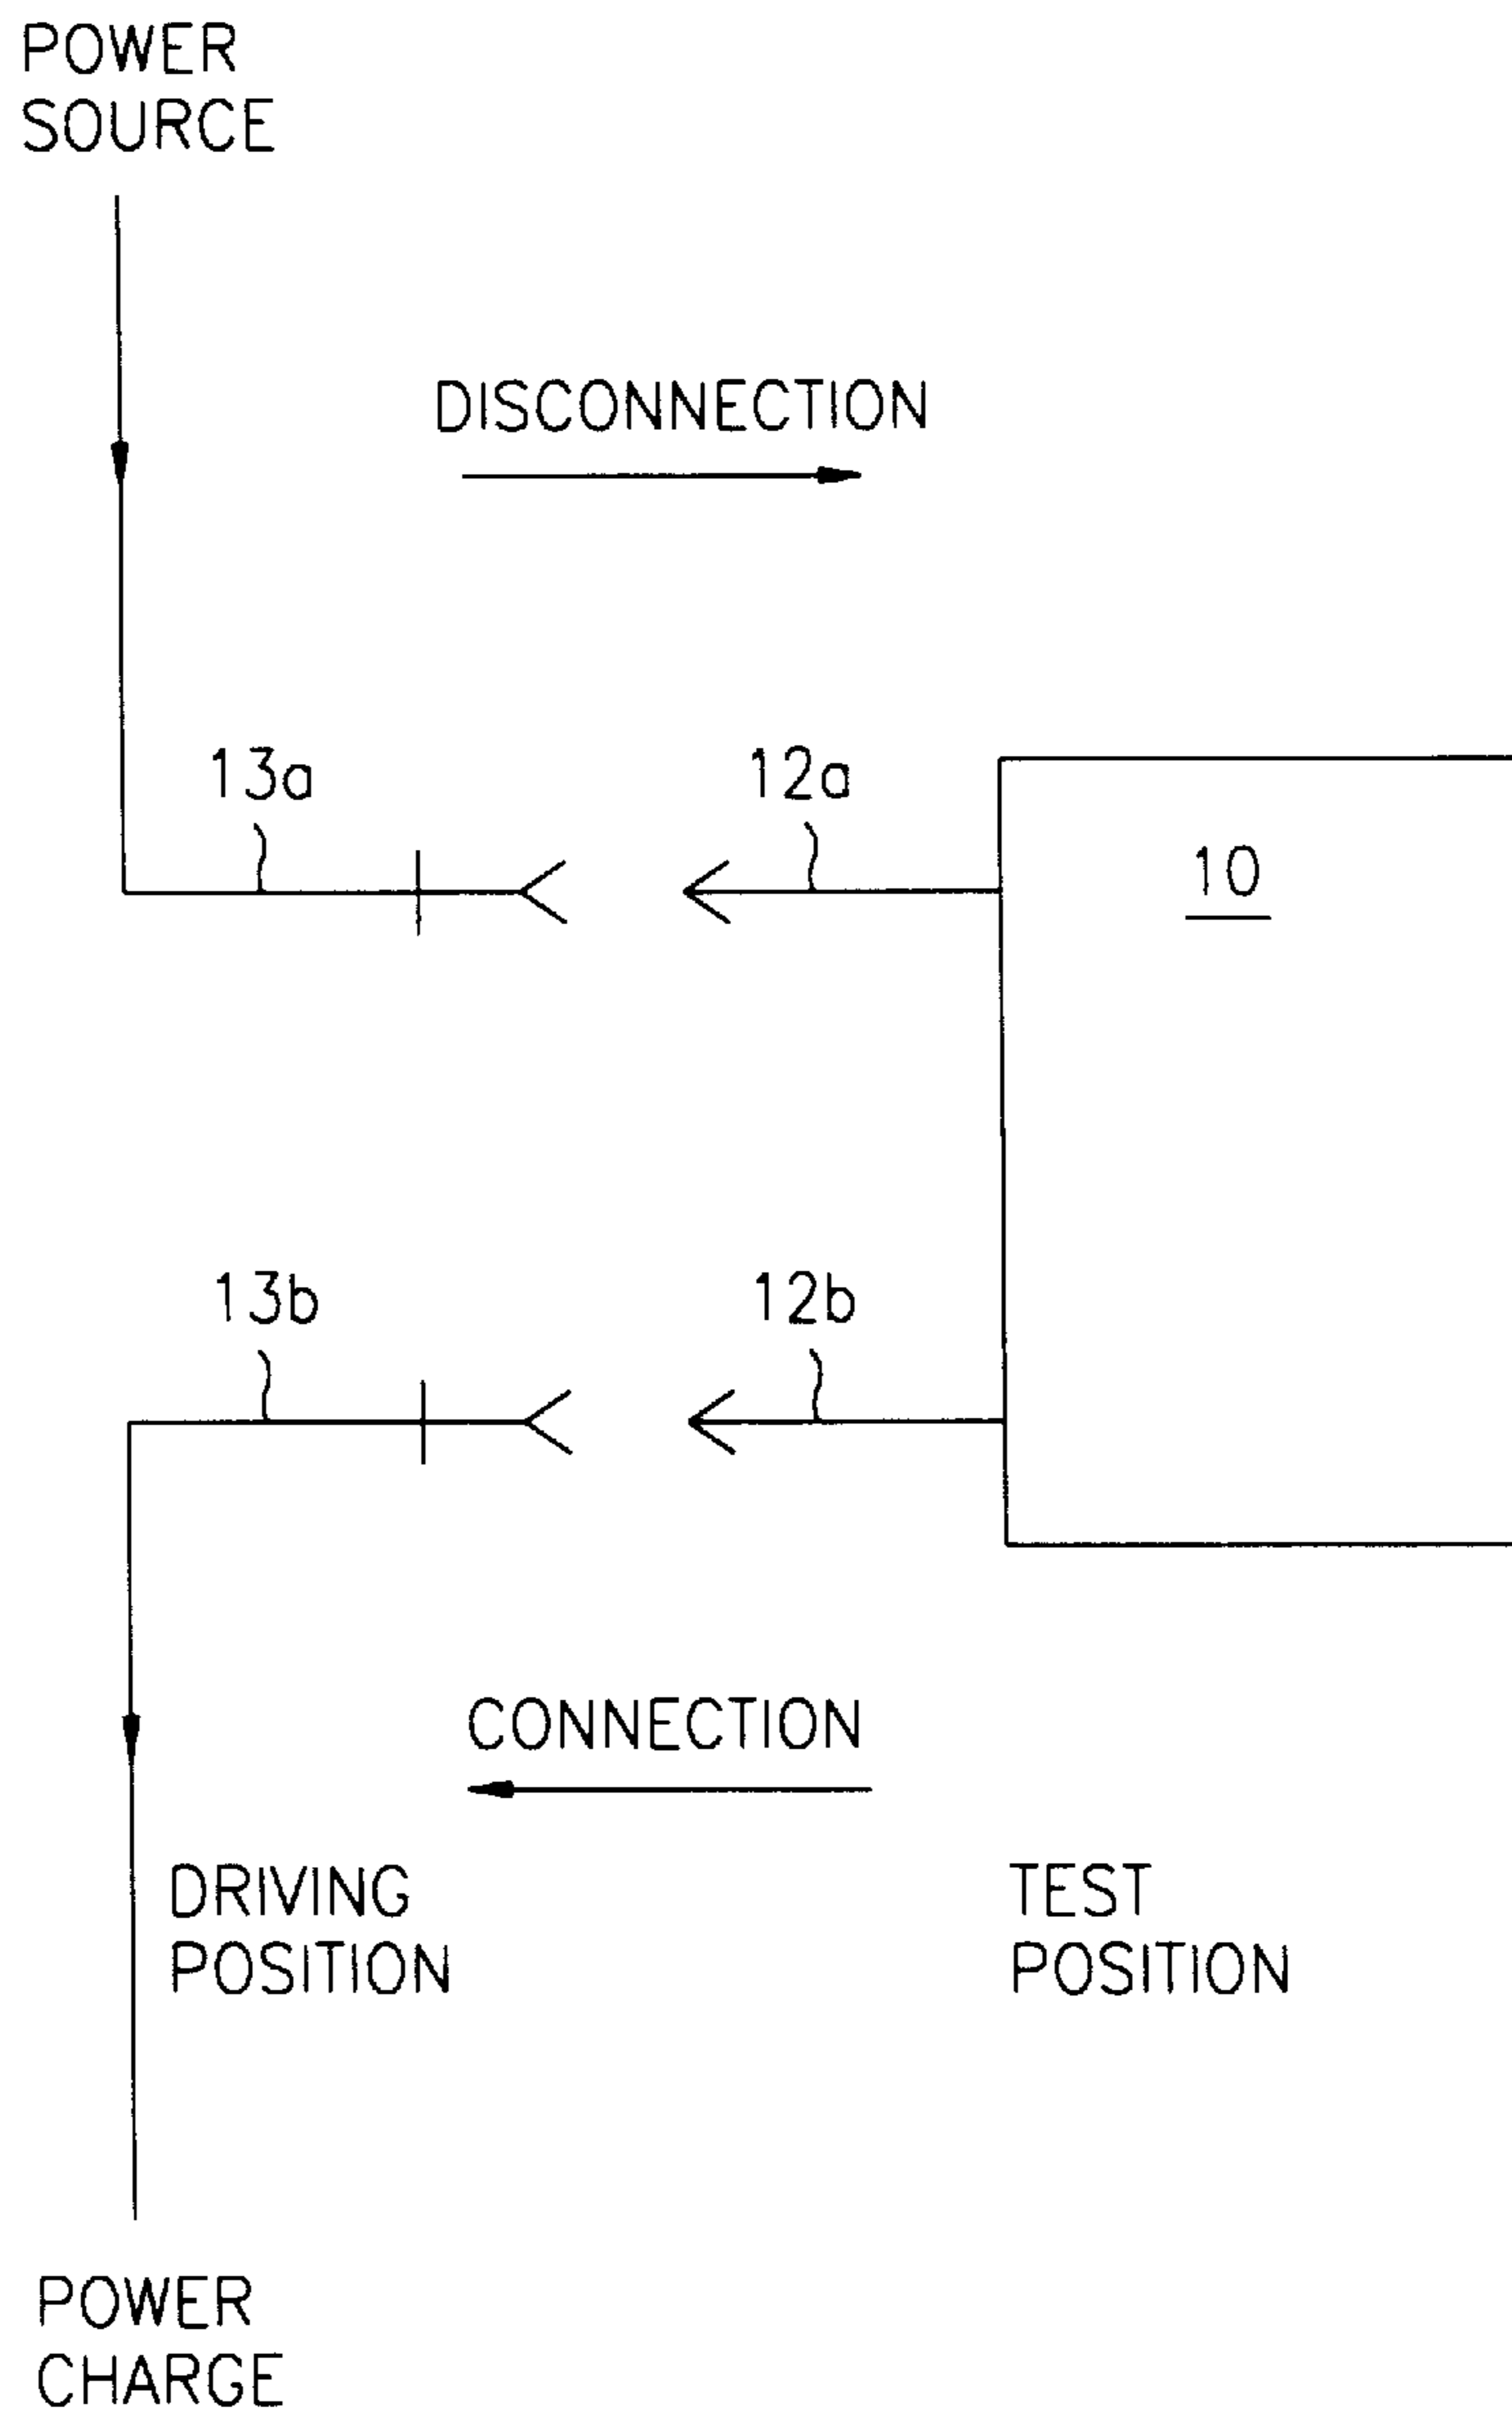 POWER
SOURCE
DISCONNECTION
13a
12a
10
13b
12b
CONNECTION
DRIVING
POSITION
TEST
POSITION
POWER
CHARGE